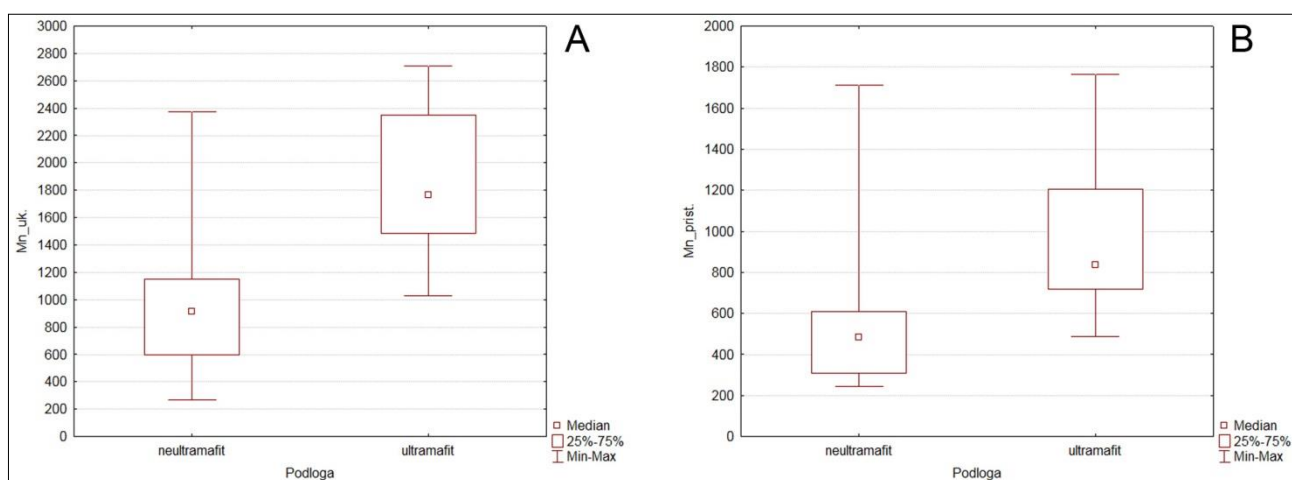 A
3000
2800
2600
2400
2200
2000
1800
1600
1400
1200
1000
800
600
400
200
0
Mn_uk.
neultramafit ultramafit
Podloga
Median
25%-75%
Min-Max
B
2000
1800
1600
1400
1200
1000
800
600
400
200
0
Mn_prist.
neultramafit ultramafit
Podloga
Median
25%-75%
Min-Max